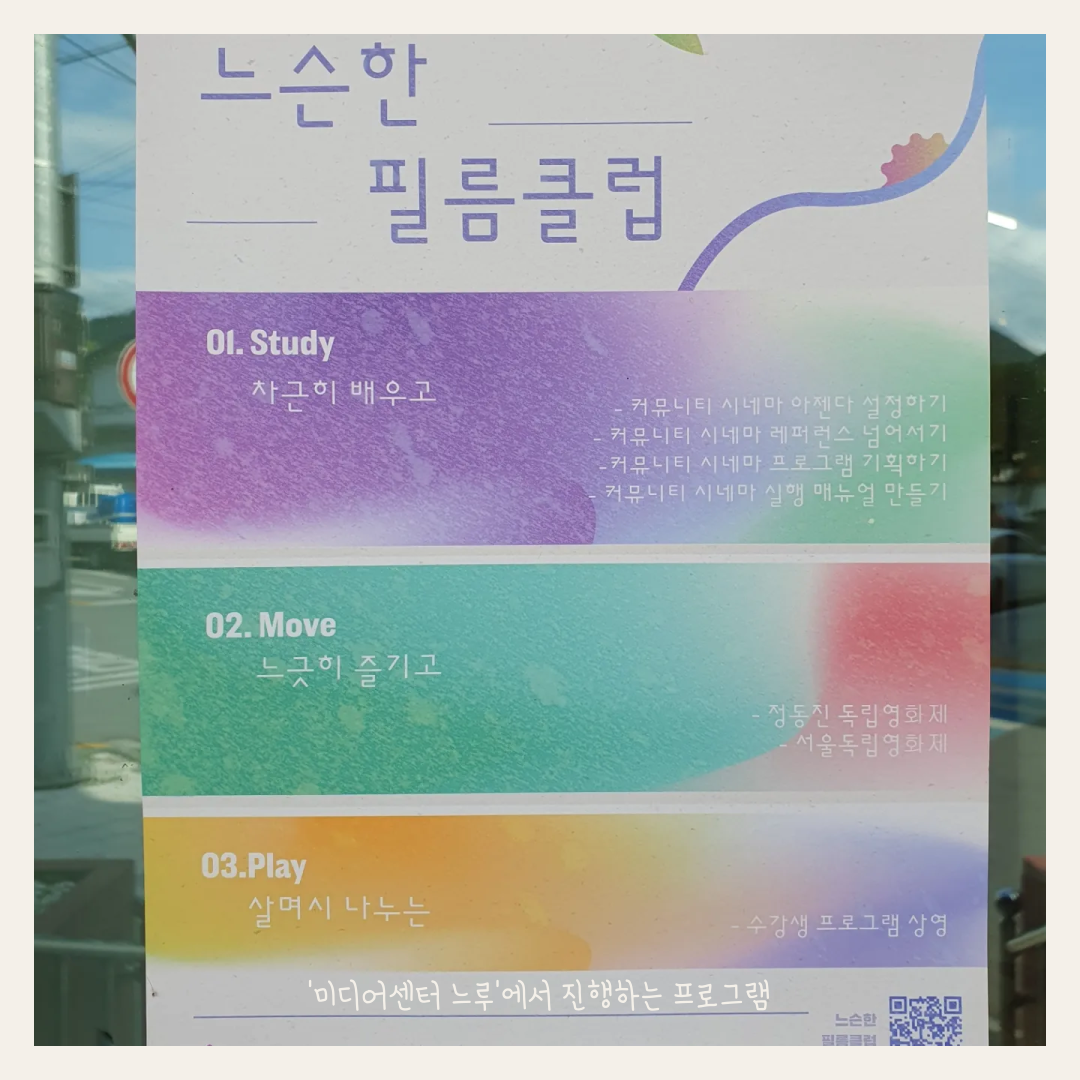 느슨한
필름클럽
01. Study
차근히 배우고
- 커뮤니티 시네마 아젠다 설정하기
- 커뮤니티 시네마 레퍼런스 넘어서기
- 커뮤니티 시네마 프로그램 기획하기
- 커뮤니티 시네마 실행 매뉴얼 만들기
02. Move
느긋히 즐기고
- 정동진 독립영화제
- 서울독립영화제
03.Play
살며시 나누는
- 수강생 프로그램 상영
'미디어센터 느루'에서 진행하는 프로그램
느슨한
필름클럽